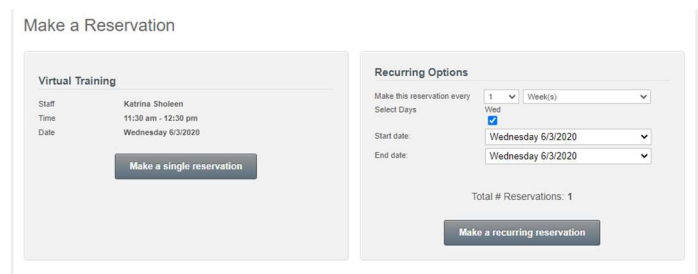 Make a Reservation
Virtual Training
Staff Katrina Sholeen
Time 11:30 am - 12:30 pm
Date Wednesday 6/3/2020
Make a single reservation
Recurring Options
Make this reservation every 1 Week(s)
Select Days Wed
Start date: Wednesday 6/3/2020
End date: Wednesday 6/3/2020
Total # Reservations: 1
Make a recurring reservation